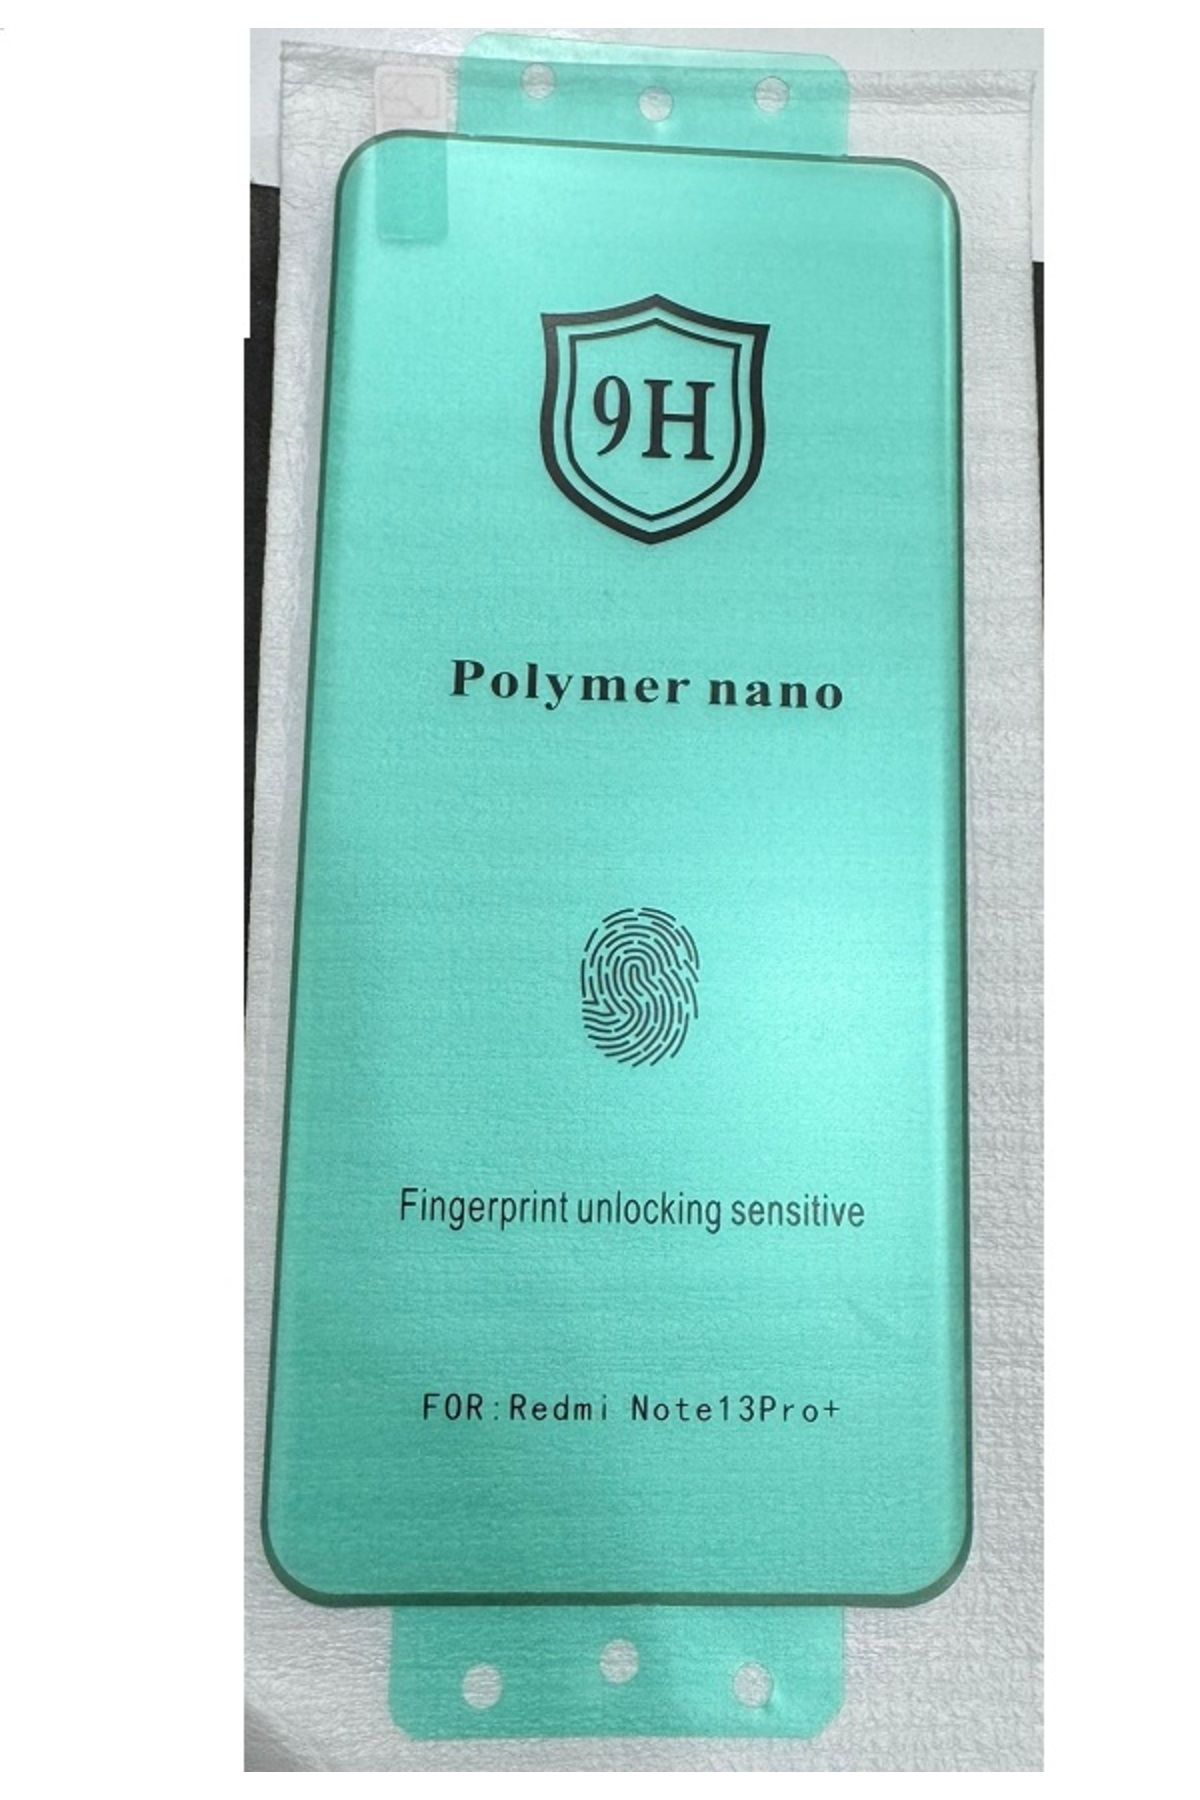 9H
Polymer nano
Fingerprint unlocking sensitive
FOR:Redmi Note13Pro+